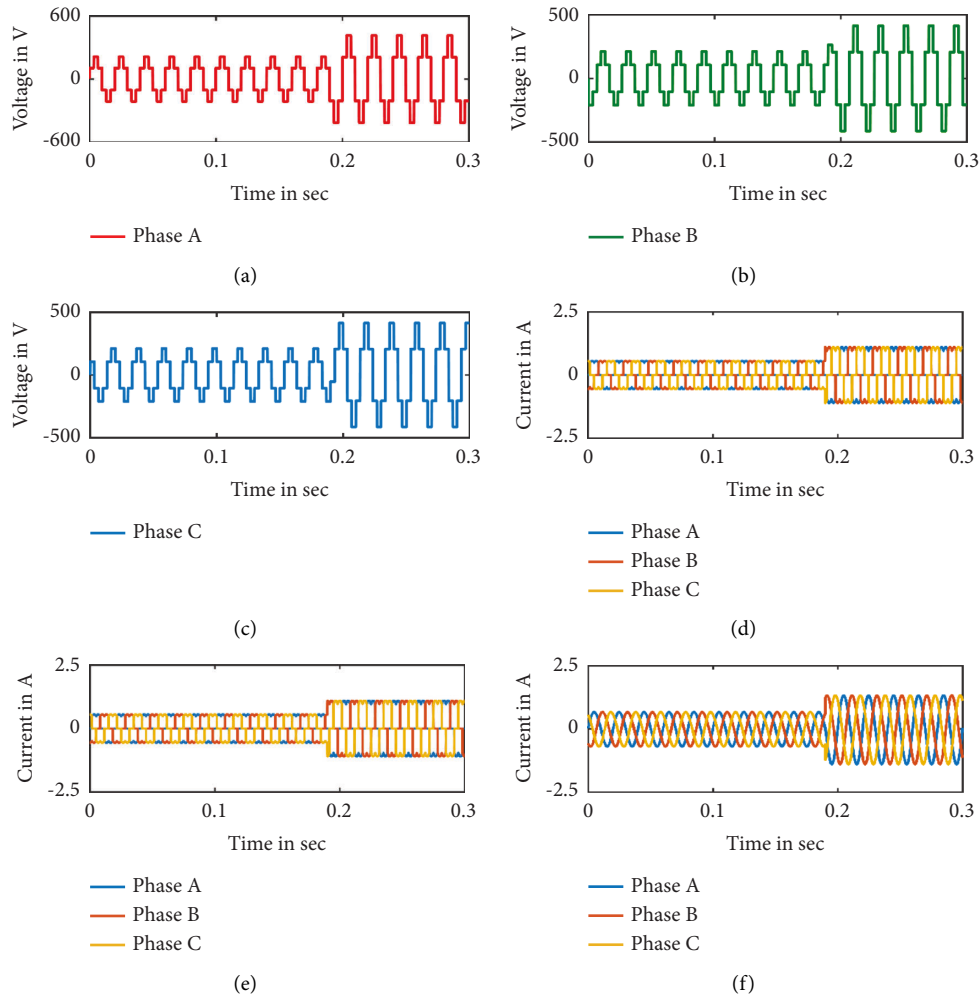 600
Voltage in V
0
-600
0
0.1
0.2
0.3
Time in sec
Phase A
(a)
500
Voltage in V
0
-500
0
0.1
0.2
0.3
Time in sec
Phase B
(b)
500
Voltage in V
0
-500
0
0.1
0.2
0.3
Time in sec
Phase C
(c)
2.5
Current in A
0
-2.5
0
0.1
0.2
0.3
Time in sec
Phase A
Phase B
Phase C
(d)
2.5
Current in A
0
-2.5
0
0.1
0.2
0.3
Time in sec
Phase A
Phase B
Phase C
(e)
2.5
Current in A
0
-2.5
0
0.1
0.2
0.3
Time in sec
Phase A
Phase B
Phase C
(f)